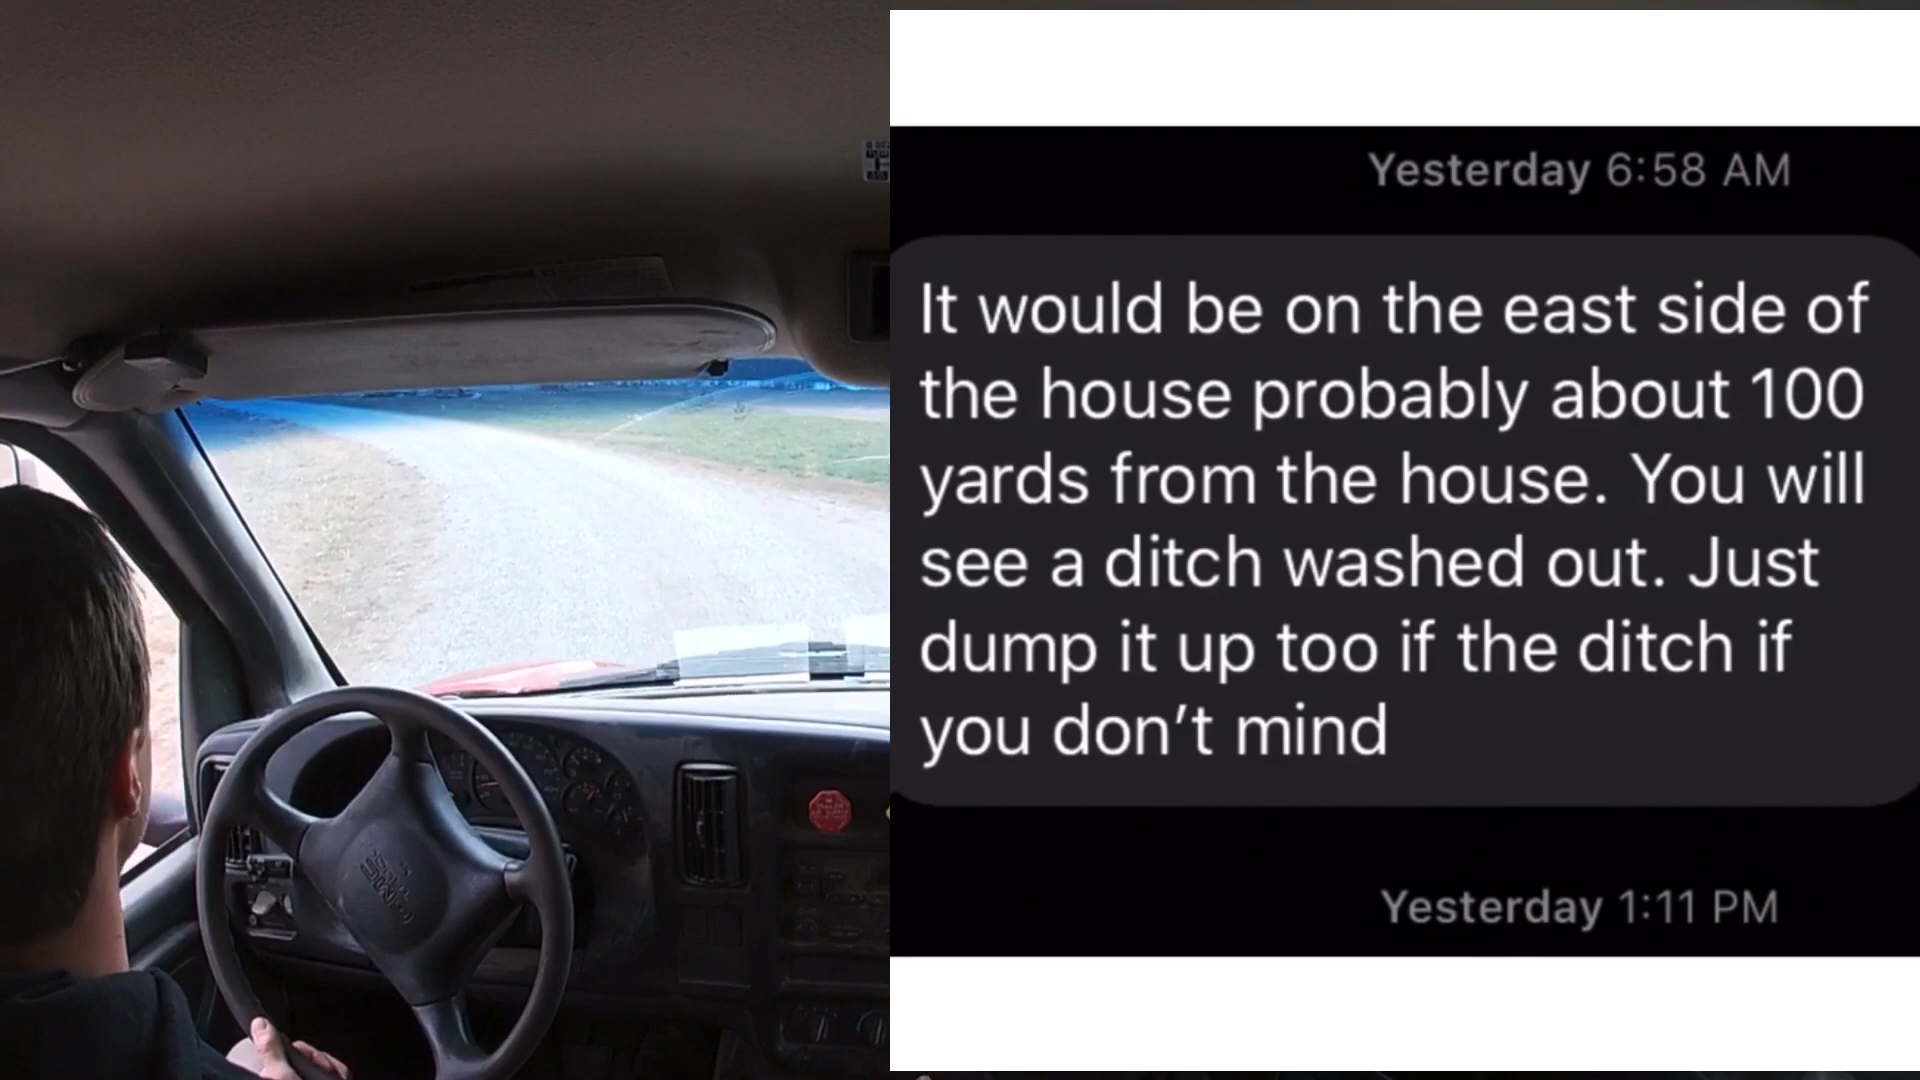 Yesterday 6:58 AM
It would be on the east side of
the house probably about 100
yards from the house. You will
see a ditch washed out. Just
dump it up too if the ditch if
you don’t mind
Yesterday 1:11 PM